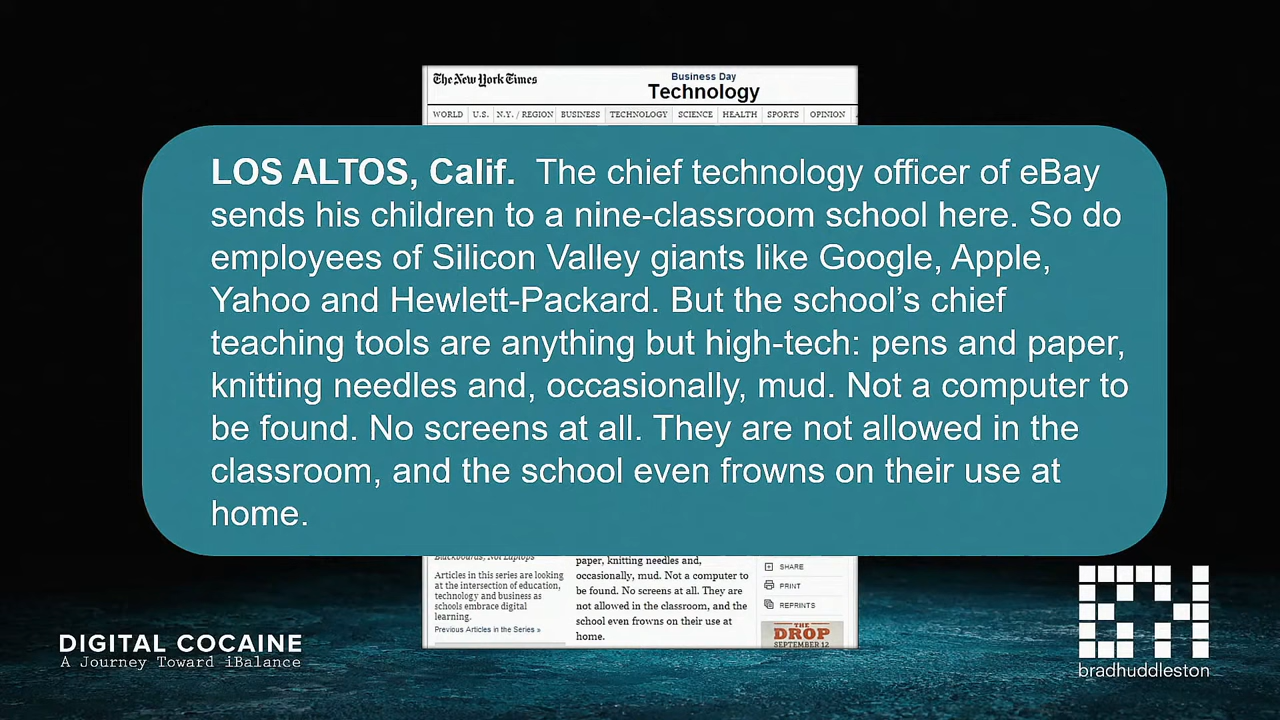 The New York Times
Business Day
Technology
WORLD U.S. N.Y. / REGION BUSINESS TECHNOLOGY SCIENCE HEALTH SPORTS OPINION
LOS ALTOS, Calif. The chief technology officer of eBay
sends his children to a nine-classroom school here. So do
employees of Silicon Valley giants like Google, Apple,
Yahoo and Hewlett-Packard. But the school’s chief
teaching tools are anything but high-tech: pens and paper,
knitting needles and, occasionally, mud. Not a computer to
be found. No screens at all. They are not allowed in the
classroom, and the school even frowns on their use at
home.
Blackboards, Not Laptops
Articles in this series are looking
at the intersection of education,
technology and business as
schools embrace digital
learning.
Previous Articles in the Series »
paper, knitting needles and,
occasionally, mud. Not a computer to
be found. No screens at all. They are
not allowed in the classroom, and the
school even frowns on their use at
home.
SHARE
PRINT
REPRINTS
THE
DROP
SEPTEMBER 12
DIGITAL COCAINE
A Journey Toward iBalance
bradhuddleston